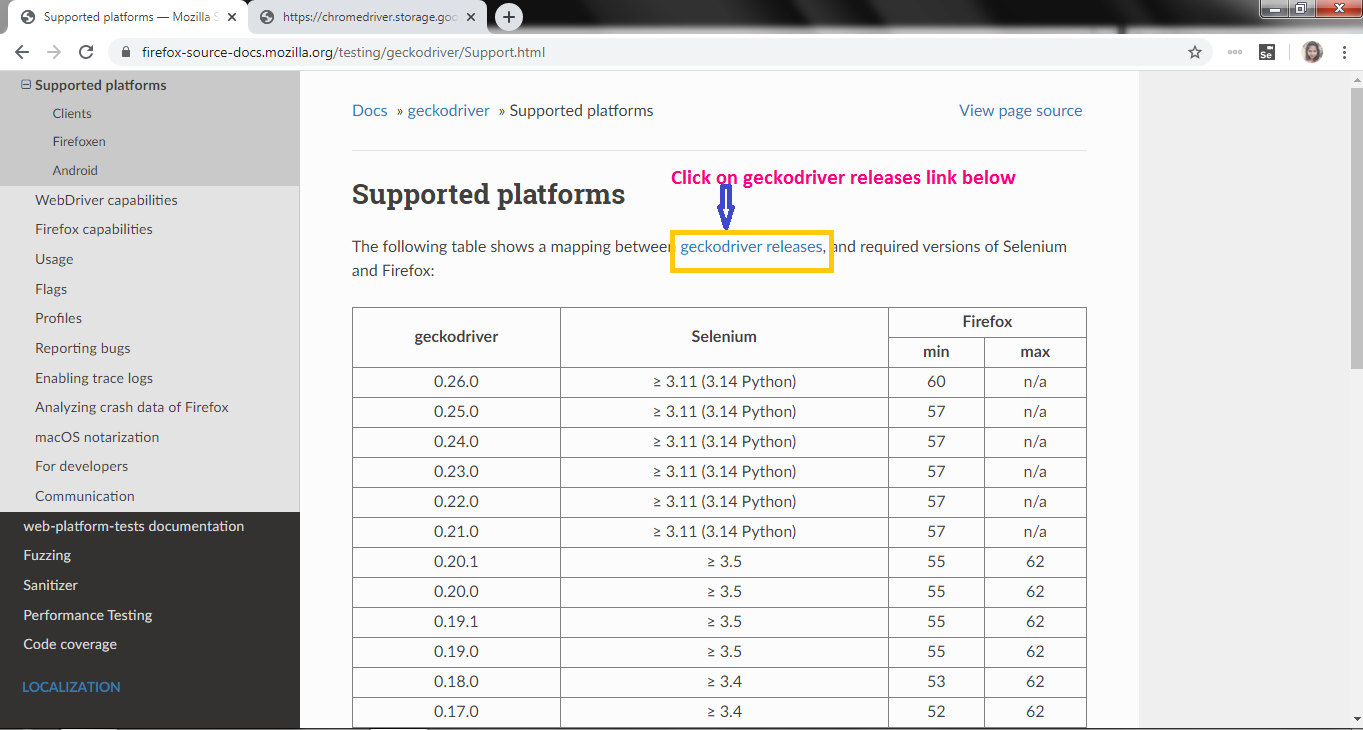 Supported platforms — Mozilla S
https://chromedriver.storage.goo
firefox-source-docs.mozilla.org/testing/geckodriver/Support.html
Se
Supported platforms
Clients
Firefoxen
Android
WebDriver capabilities
Firefox capabilities
Usage
Flags
Profiles
Reporting bugs
Enabling trace logs
Analyzing crash data of Firefox
macOS notarization
For developers
Communication
web-platform-tests documentation
Fuzzing
Sanitizer
Performance Testing
Code coverage
LOCALIZATION
Docs » geckodriver » Supported platforms
View page source
Click on geckodriver releases link below
Supported platforms
The following table shows a mapping between geckodriver releases, and required versions of Selenium
and Firefox:
geckodriver Selenium Firefox
min max
0.26.0 ≥ 3.11 (3.14 Python) 60 n/a
0.25.0 ≥ 3.11 (3.14 Python) 57 n/a
0.24.0 ≥ 3.11 (3.14 Python) 57 n/a
0.23.0 ≥ 3.11 (3.14 Python) 57 n/a
0.22.0 ≥ 3.11 (3.14 Python) 57 n/a
0.21.0 ≥ 3.11 (3.14 Python) 57 n/a
0.20.1 ≥ 3.5 55 62
0.20.0 ≥ 3.5 55 62
0.19.1 ≥ 3.5 55 62
0.19.0 ≥ 3.5 55 62
0.18.0 ≥ 3.4 53 62
0.17.0 ≥ 3.4 52 62